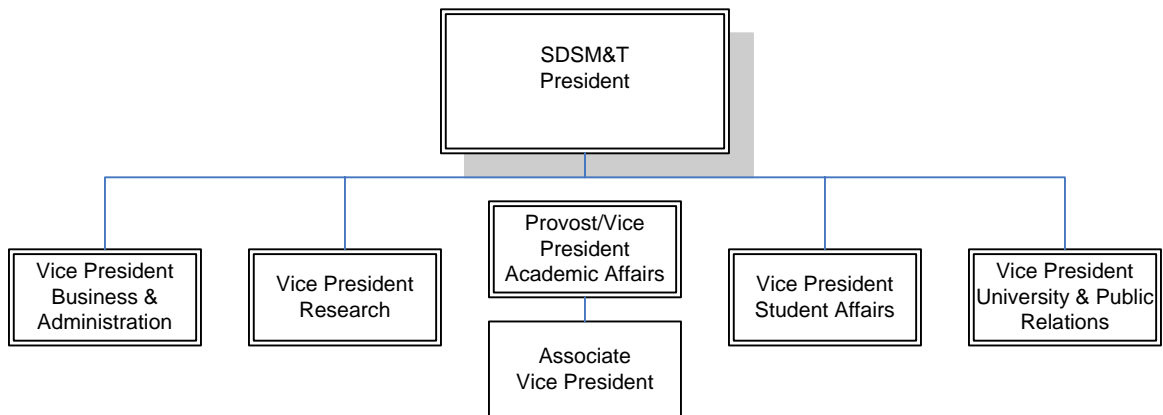 SDSM&T
President
Provost/Vice
President
Academic Affairs
Vice President
Business &
Administration
Vice President
Research
Vice President
Student Affairs
Vice President
University & Public
Relations
Associate
Vice President